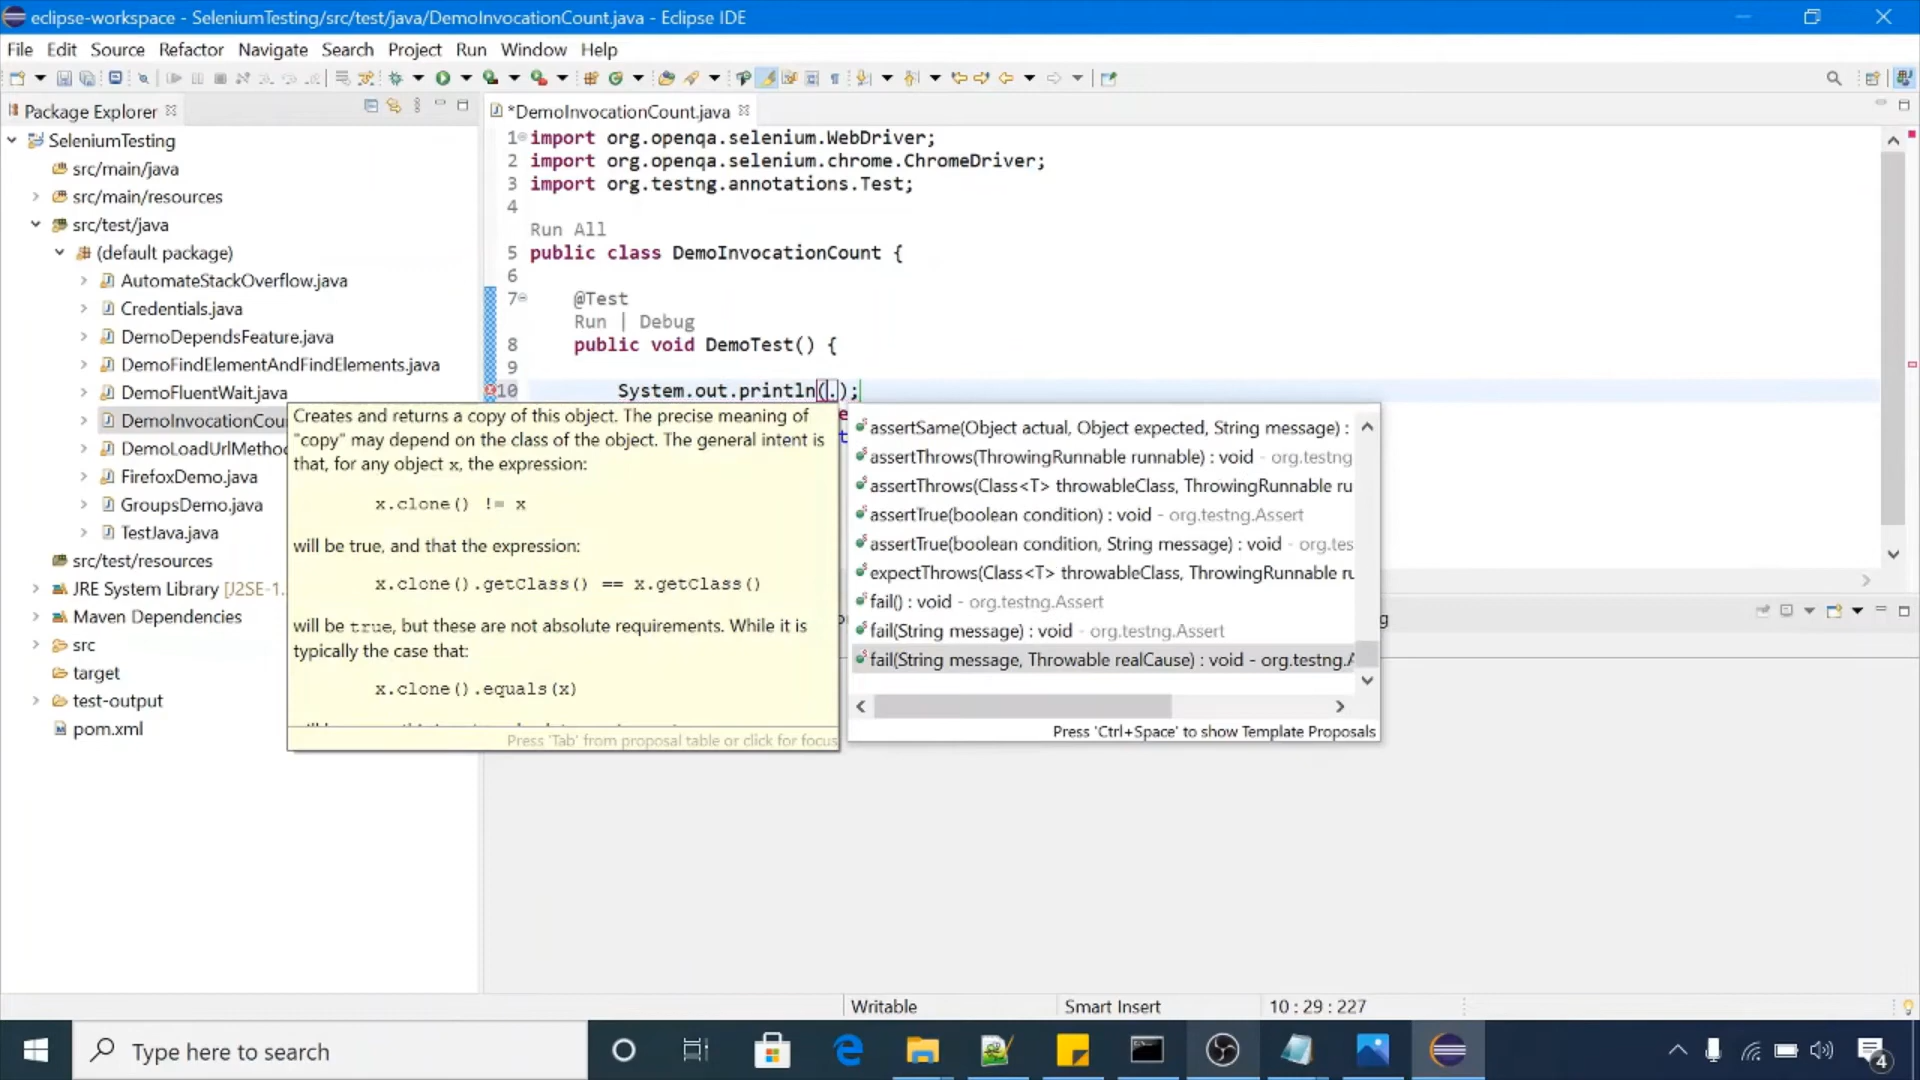 eclipse-workspace - SeleniumTesting/src/test/java/DemoInvocationCount.java - Eclipse IDE
File Edit Source Refactor Navigate Search Project Run Window Help
Package Explorer
*DemoInvocationCount.java
SeleniumTesting
src/main/java
src/main/resources
src/test/java
(default package)
AutomateStackOverflow.java
Credentials.java
DemoDependsFeature.java
DemoFindElementAndFindElements.java
DemoFluentWait.java
DemoInvocationCou
DemoLoadUrlMethod
FirefoxDemo.java
GroupsDemo.java
TestJava.java
src/test/resources
JRE System Library [J2SE-1.
Maven Dependencies
src
target
test-output
pom.xml
1 import org.openqa.selenium.WebDriver;
2 import org.openqa.selenium.chrome.ChromeDriver;
3 import org.testng.annotations.Test;
4
Run All
5 public class DemoInvocationCount {
6
7 @Test
Run | Debug
8 public void DemoTest() {
9
10 System.out.println(.);
Creates and returns a copy of this object. The precise meaning of
"copy" may depend on the class of the object. The general intent is
that, for any object x, the expression:
x.clone() != x
will be true, and that the expression:
x.clone().getClass() == x.getClass()
will be true, but these are not absolute requirements. While it is
typically the case that:
x.clone().equals(x)
Press 'Tab' from proposal table or click for focus
assertSame(Object actual, Object expected, String message) :
assertThrows(ThrowingRunnable runnable) : void - org.testng
assertThrows(Class<T> throwableClass, ThrowingRunnable ru
assertTrue(boolean condition) : void - org.testng.Assert
assertTrue(boolean condition, String message) : void - org.tes
expectThrows(Class<T> throwableClass, ThrowingRunnable ru
fail() : void - org.testng.Assert
fail(String message) : void - org.testng.Assert
fail(String message, Throwable realCause) : void - org.testng.A
Press 'Ctrl+Space' to show Template Proposals
Writable Smart Insert 10 : 29 : 227
Type here to search
4